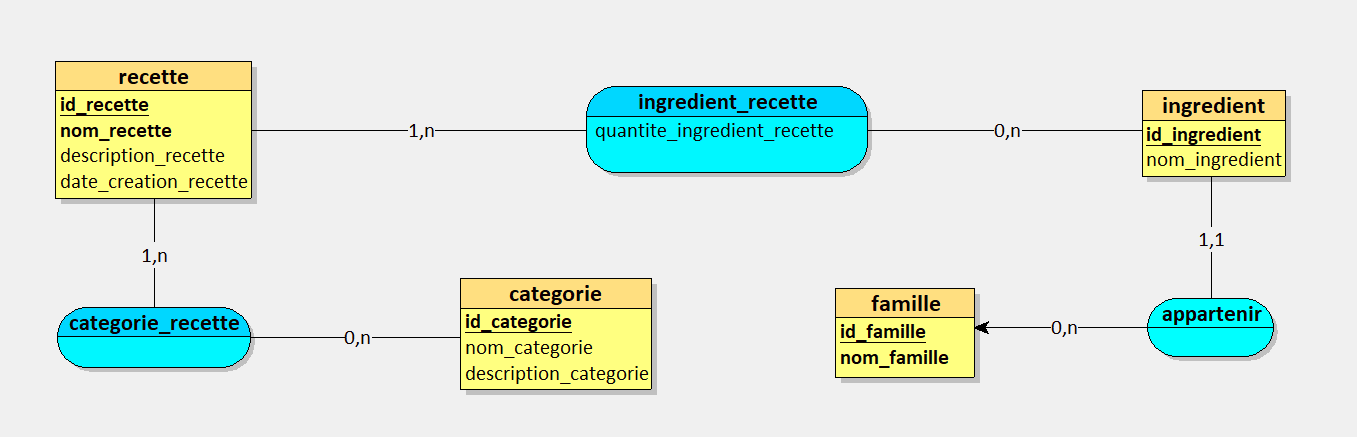 recette
id_recette
nom_recette
description_recette
date_creation_recette
1,n
ingredient_recette
quantite_ingredient_recette
0,n
ingredient
id_ingredient
nom_ingredient
1,n
1,1
categorie_recette
0,n
categorie
id_categorie
nom_categorie
description_categorie
famille
id_famille
nom_famille
0,n
appartenir